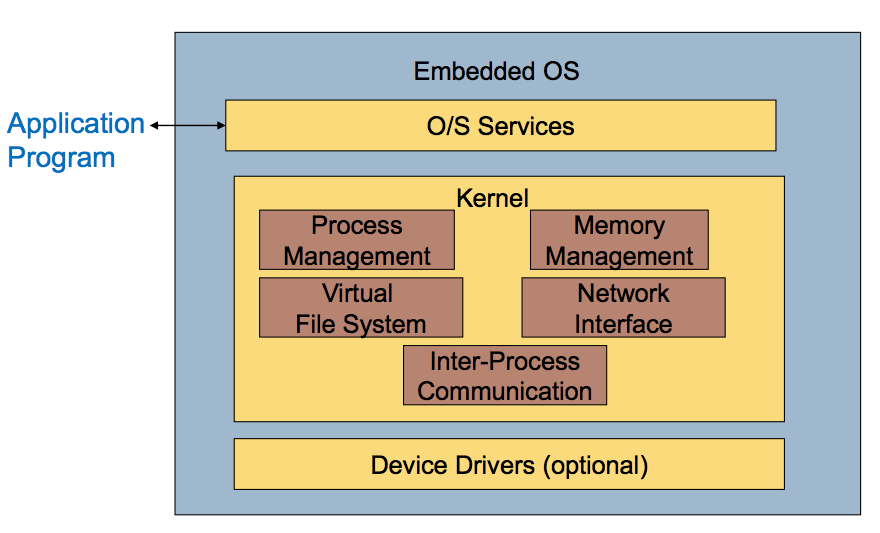 Embedded OS
O/S Services
Application
Program
Kernel
Process
Management
Memory
Management
Virtual
File System
Network
Interface
Inter-Process
Communication
Device Drivers (optional)